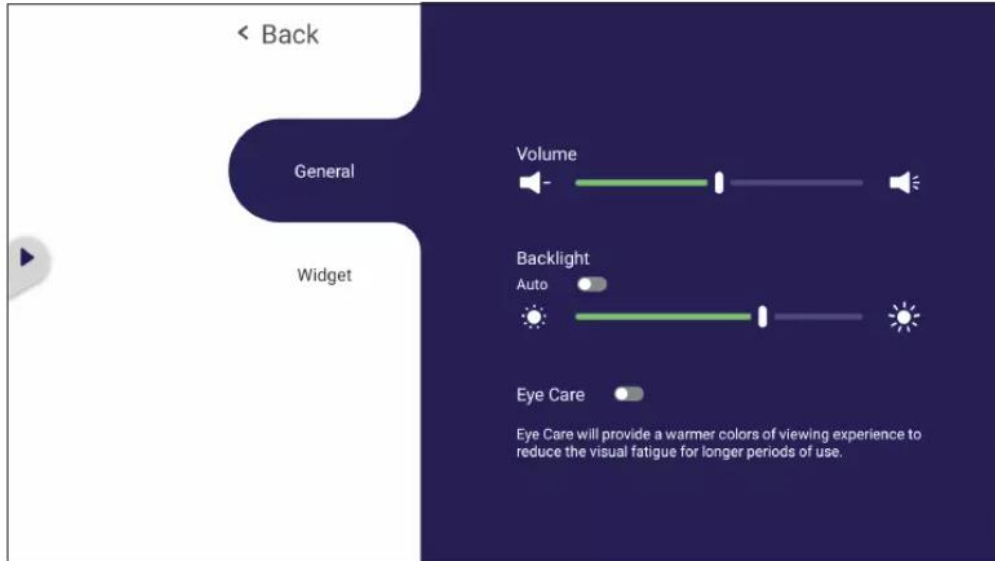 Back
General
Widget
Volume
Backlight
Auto
Eye Care
Eye Care will provide a warmer colors of viewing experience to
reduce the visual fatigue for longer periods of use.